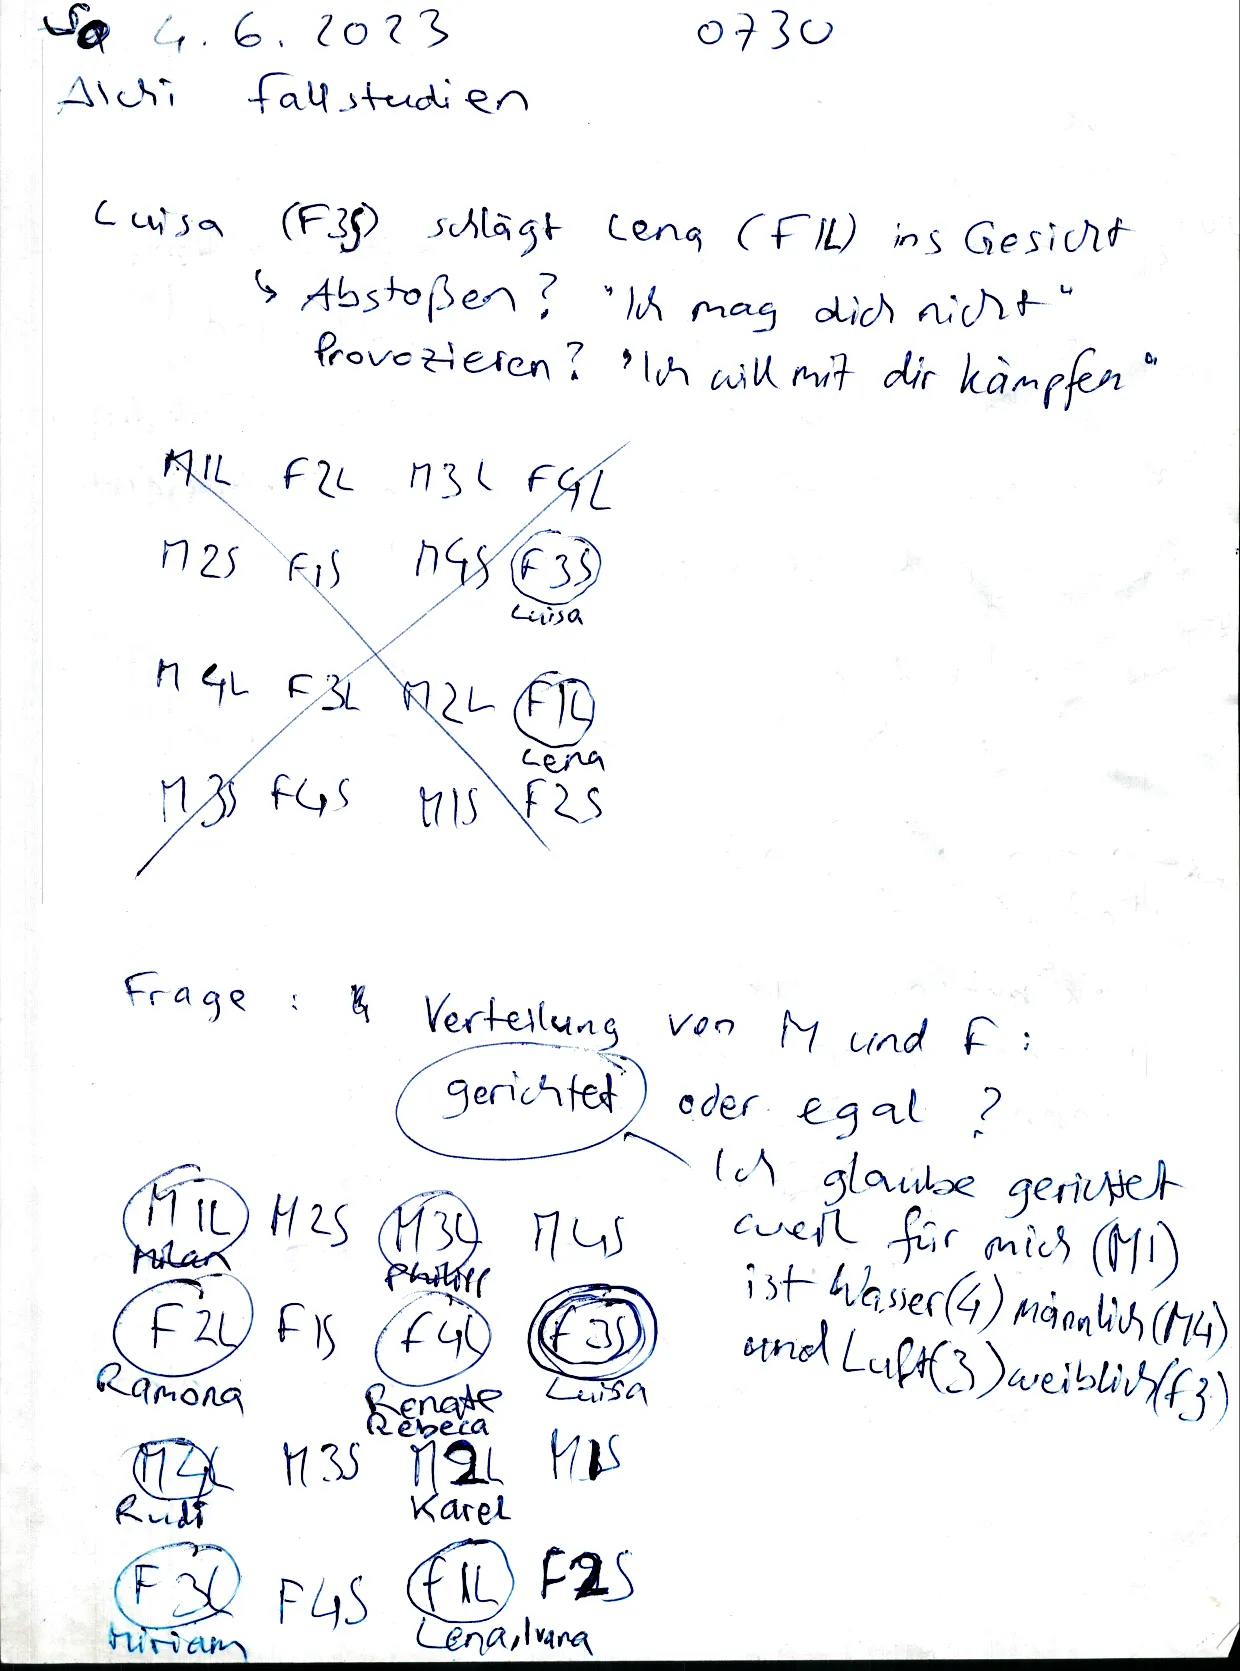 So 4.6.2023 0730
Alchi Fallstudien
Luisa (F3S) schlägt Lena (F1L) ins Gesicht
↳ Abstoßen? "Ich mag dich nicht"
Provozieren? "Ich will mit dir kämpfen"
M1L F2L M3L F4L
M2S F1S M4S F3S
Luisa
M4L F3L M2L F1L
Lena
M3S F4S M1S F2S
Frage: Verteilung von M und F:
gerichtet oder egal?
Ich glaube gerichtet
weil für mich (M1)
ist Wasser(4) männlich(M4)
und Luft(3) weiblich(F3)
M1L M2S M3L M4S
Milan Philipp
F2L F1S F4L F3S
Ramona Renate Luisa
Rebeca
M4L M3S M2L M1S
Rudi Karel
F3L F4S F1L F2S
Miriam Lena, Ivana